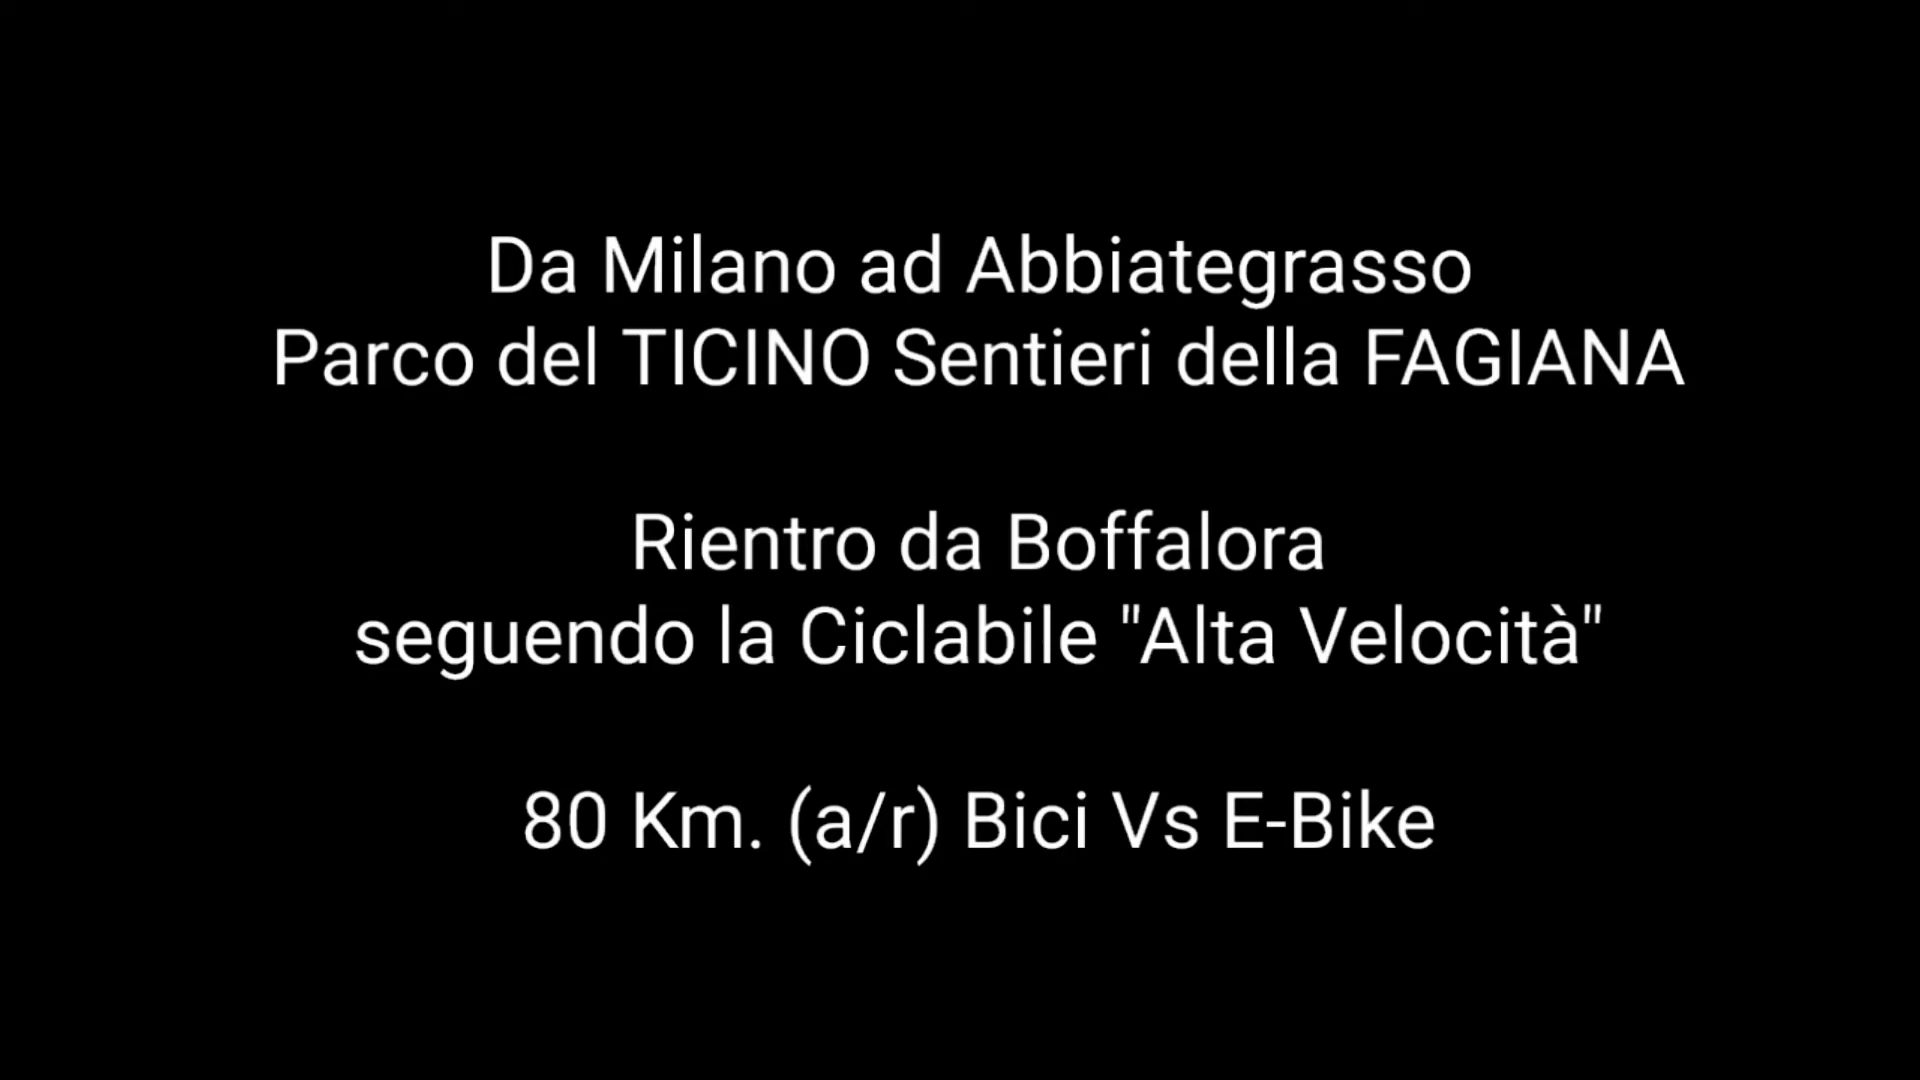 Da Milano ad Abbiategrasso
Parco del TICINO Sentieri della FAGIANA
Rientro da Boffalora
seguendo la Ciclabile "Alta Velocità"
80 Km. (a/r) Bici Vs E-Bike